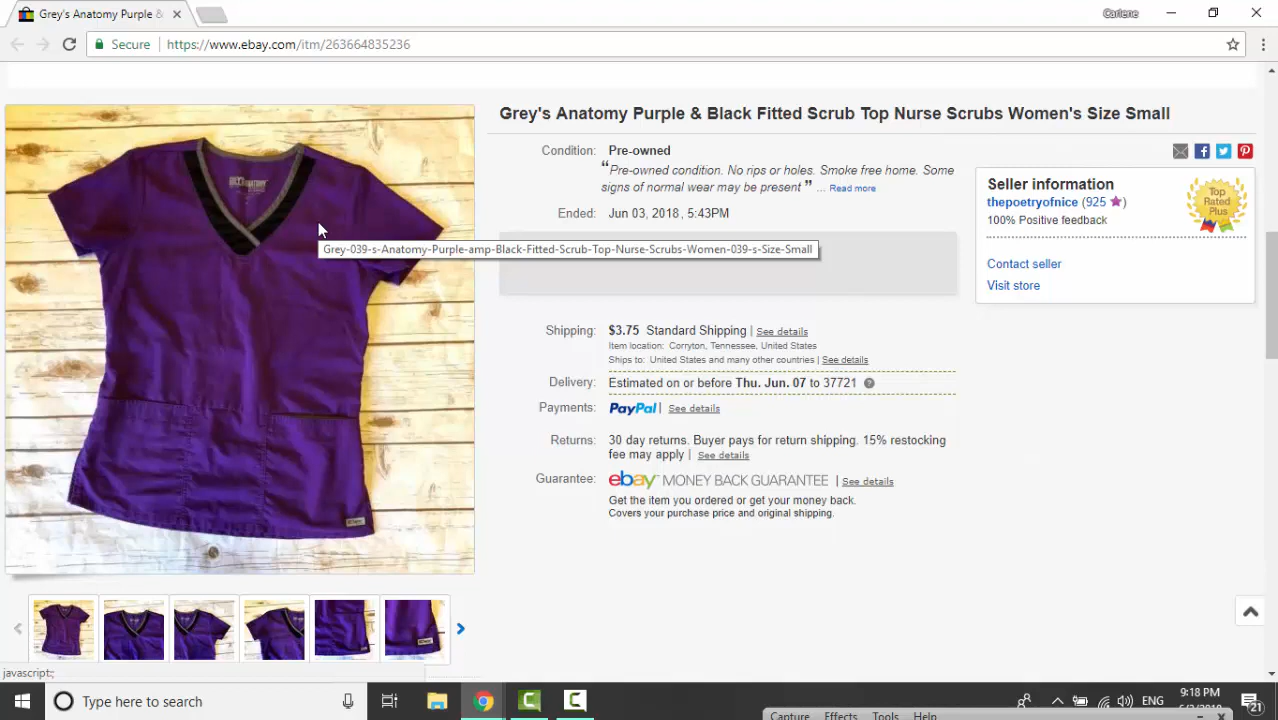 Grey's Anatomy Purple &
Carlene
Secure
https://www.ebay.com/itm/263664835236
Grey's Anatomy Purple & Black Fitted Scrub Top Nurse Scrubs Women's Size Small
Condition: Pre-owned
“Pre-owned condition. No rips or holes. Smoke free home. Some
signs of normal wear may be present” ... Read more
Ended: Jun 03, 2018 , 5:43PM
Grey-039-s-Anatomy-Purple-amp-Black-Fitted-Scrub-Top-Nurse-Scrubs-Women-039-s-Size-Small
Shipping: $3.75 Standard Shipping | See details
Item location: Corryton, Tennessee, United States
Ships to: United States and many other countries | See details
Delivery: Estimated on or before Thu. Jun. 07 to 37721
Payments: PayPal | See details
Returns: 30 day returns. Buyer pays for return shipping. 15% restocking
fee may apply | See details
Guarantee: ebay MONEY BACK GUARANTEE | See details
Get the item you ordered or get your money back.
Covers your purchase price and original shipping.
Seller information
thepoetryofnice (925 )
100% Positive feedback
Top
Rated
Plus
Contact seller
Visit store
javascript:;
Type here to search
ENG
9:18 PM
21
Capture Effects Tools Help